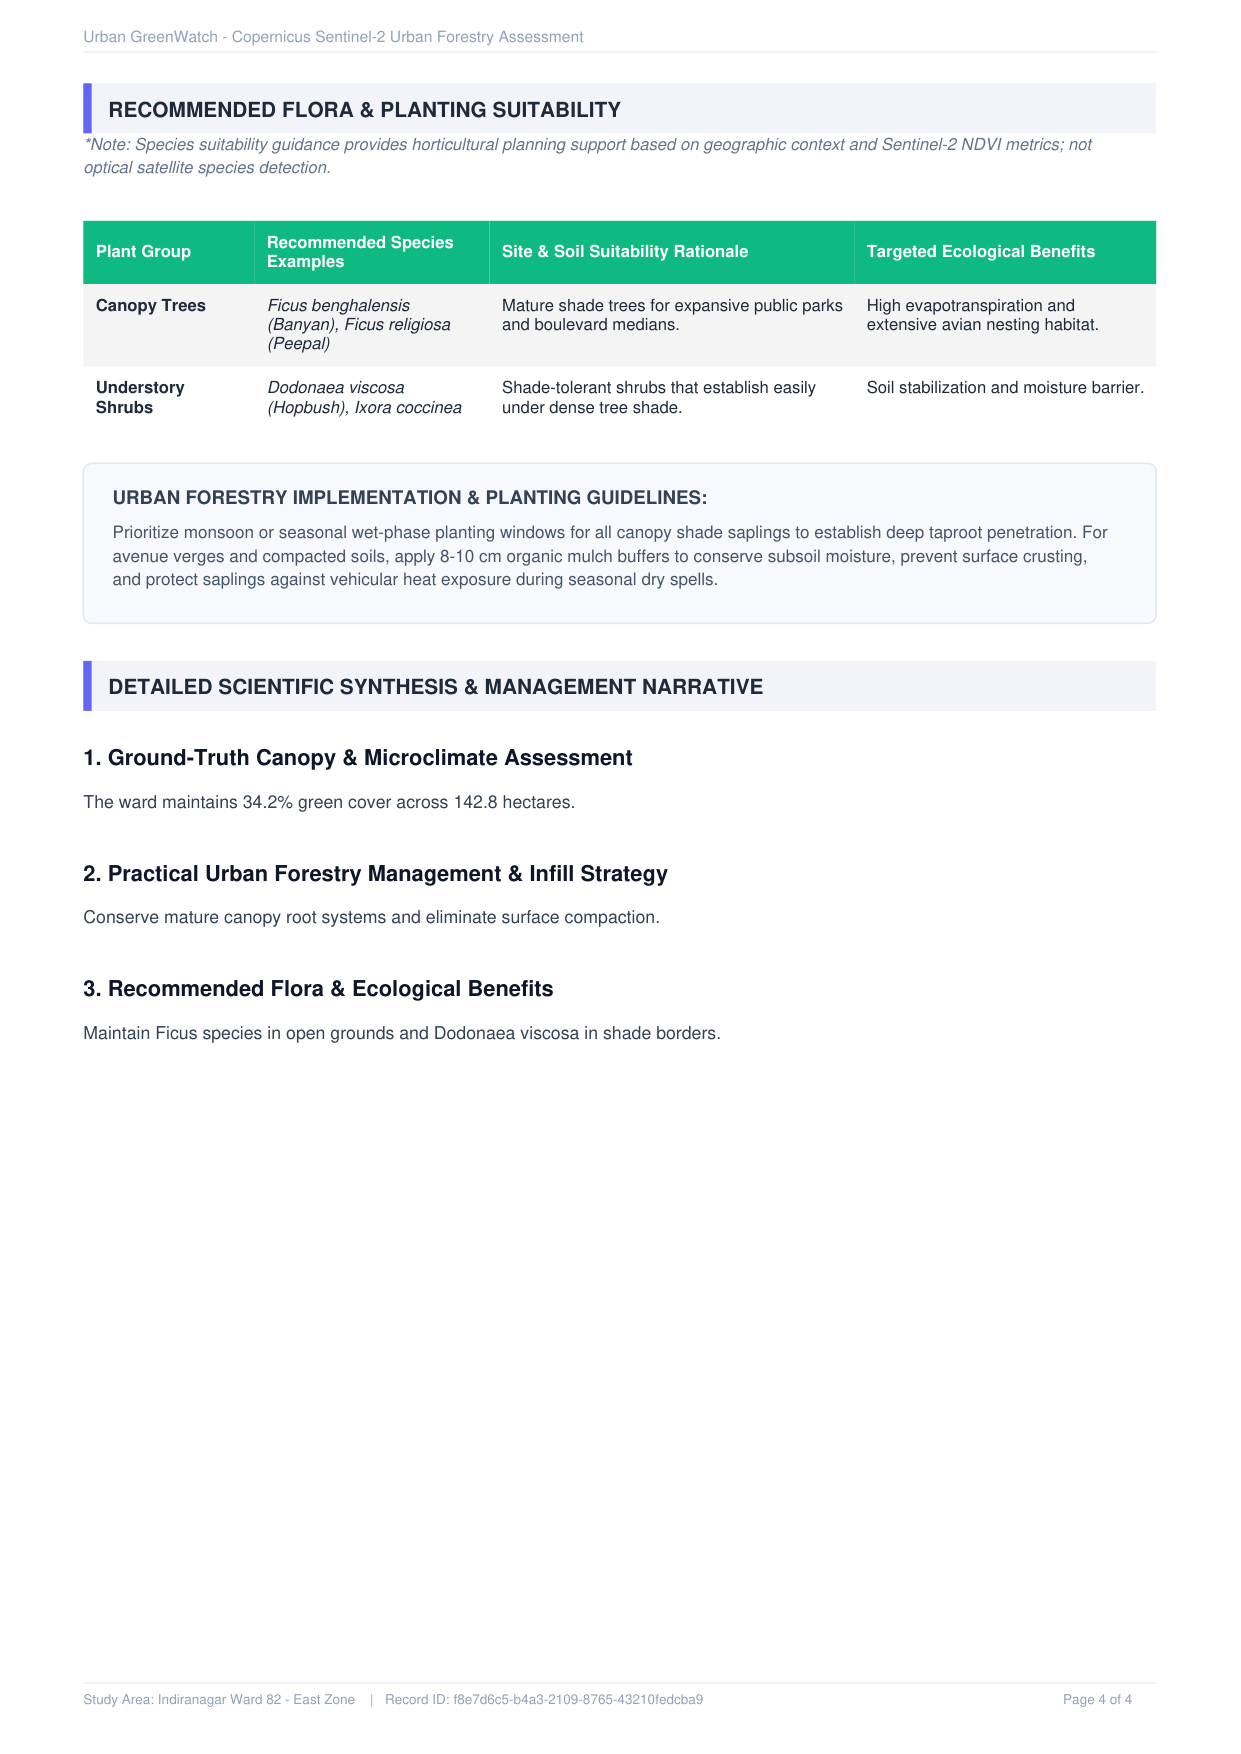 Urban GreenWatch - Copernicus Sentinel-2 Urban Forestry Assessment
RECOMMENDED FLORA & PLANTING SUITABILITY
*Note: Species suitability guidance provides horticultural planning support based on geographic context and Sentinel-2 NDVI metrics; not
optical satellite species detection.
Plant Group
Recommended Species
Examples
Site & Soil Suitability Rationale
Targeted Ecological Benefits
Canopy Trees
Ficus benghalensis
(Banyan), Ficus religiosa
(Peepal)
Mature shade trees for expansive public parks
and boulevard medians.
High evapotranspiration and
extensive avian nesting habitat.
Understory
Shrubs
Dodonaea viscosa
(Hopbush), Ixora coccinea
Shade-tolerant shrubs that establish easily
under dense tree shade.
Soil stabilization and moisture barrier.
URBAN FORESTRY IMPLEMENTATION & PLANTING GUIDELINES:
Prioritize monsoon or seasonal wet-phase planting windows for all canopy shade saplings to establish deep taproot penetration. For
avenue verges and compacted soils, apply 8-10 cm organic mulch buffers to conserve subsoil moisture, prevent surface crusting,
and protect saplings against vehicular heat exposure during seasonal dry spells.
DETAILED SCIENTIFIC SYNTHESIS & MANAGEMENT NARRATIVE
1. Ground-Truth Canopy & Microclimate Assessment
The ward maintains 34.2% green cover across 142.8 hectares.
2. Practical Urban Forestry Management & Infill Strategy
Conserve mature canopy root systems and eliminate surface compaction.
3. Recommended Flora & Ecological Benefits
Maintain Ficus species in open grounds and Dodonaea viscosa in shade borders.
Study Area: Indiranagar Ward 82 - East Zone | Record ID: f8e7d6c5-b4a3-2109-8765-43210fedcba9
Page 4 of 4